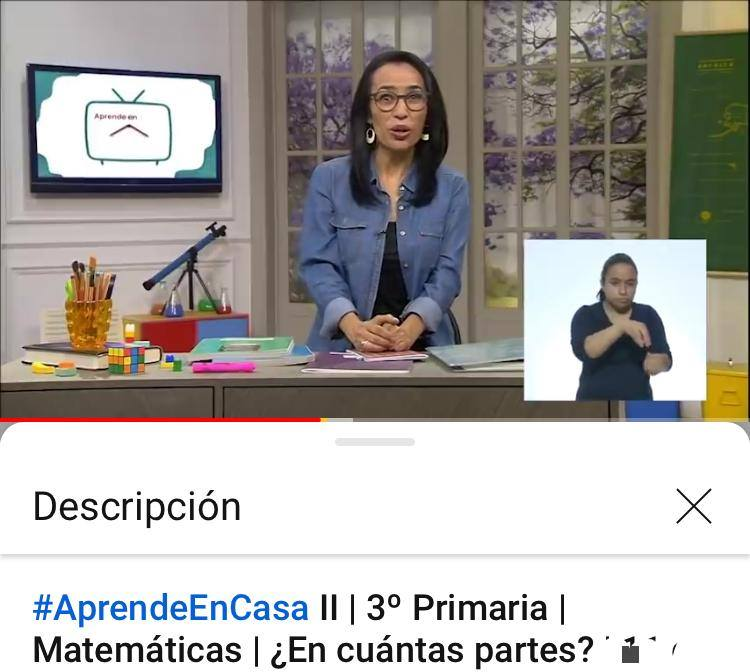 Aprende en
Descripción
#AprendeEnCasa II | 3º Primaria |
Matemáticas | ¿En cuántas partes?